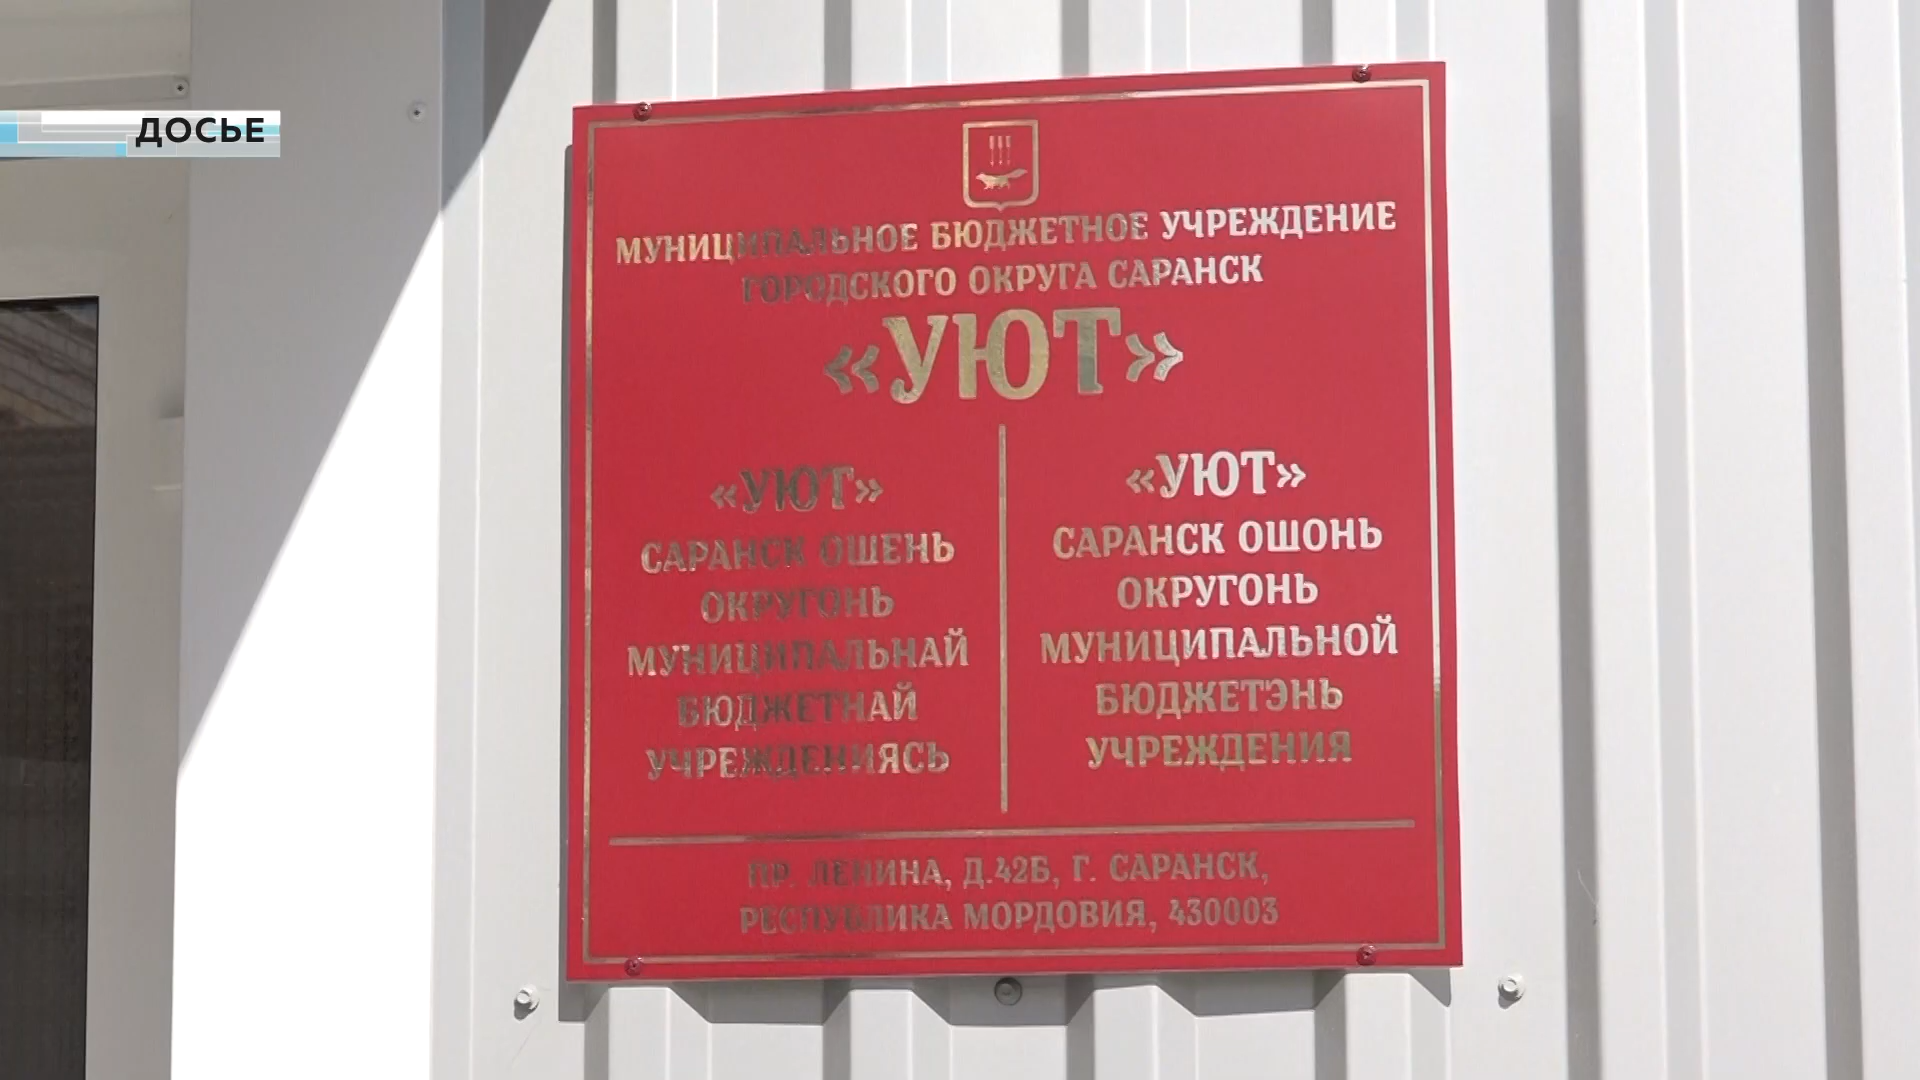 ДОСЬЕ
МУНИЦИПАЛЬНОЕ БЮДЖЕТНОЕ УЧРЕЖДЕНИЕ
ГОРОДСКОГО ОКРУГА САРАНСК
«УЮТ»
«УЮТ»
САРАНСК ОШЕНЬ
ОКРУГОНЬ
МУНИЦИПАЛЬНАЙ
БЮДЖЕТНАЙ
УЧРЕЖДЕНИЯСЬ
«УЮТ»
САРАНСК ОШОНЬ
ОКРУГОНЬ
МУНИЦИПАЛЬНОЙ
БЮДЖЕТЭНЬ
УЧРЕЖДЕНИЯ
ПР. ЛЕНИНА, Д.42Б, Г. САРАНСК,
РЕСПУБЛИКА МОРДОВИЯ, 430003